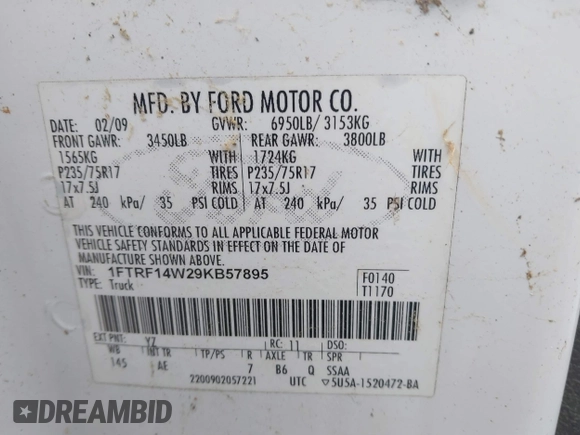 MFD. BY FORD MOTOR CO.
DATE: 02/09 GVWR: 6950LB/ 3153KG
FRONT GAWR: 3450LB REAR GAWR: 3800LB
1565KG WITH 1724KG WITH
P235/75R17 TIRES P235/75R17 TIRES
17x7.5J RIMS 17x7.5J RIMS
AT 240 kPa/ 35 PSI COLD AT 240 kPa/ 35 PSI COLD
THIS VEHICLE CONFORMS TO ALL APPLICABLE FEDERAL MOTOR
VEHICLE SAFETY STANDARDS IN EFFECT ON THE DATE OF
MANUFACTURE SHOWN ABOVE.
VIN: 1FTRF14W29KB57895 F0140
TYPE: Truck T1170
EXT PNT: YZ RC: 11 DSO:
WB INT TR TP/PS R AXLE TR SPR
145 AE 7 B6 Q SSAA
2200902057221 UTC ▽5U5A-1520472-BA
DREAMBID